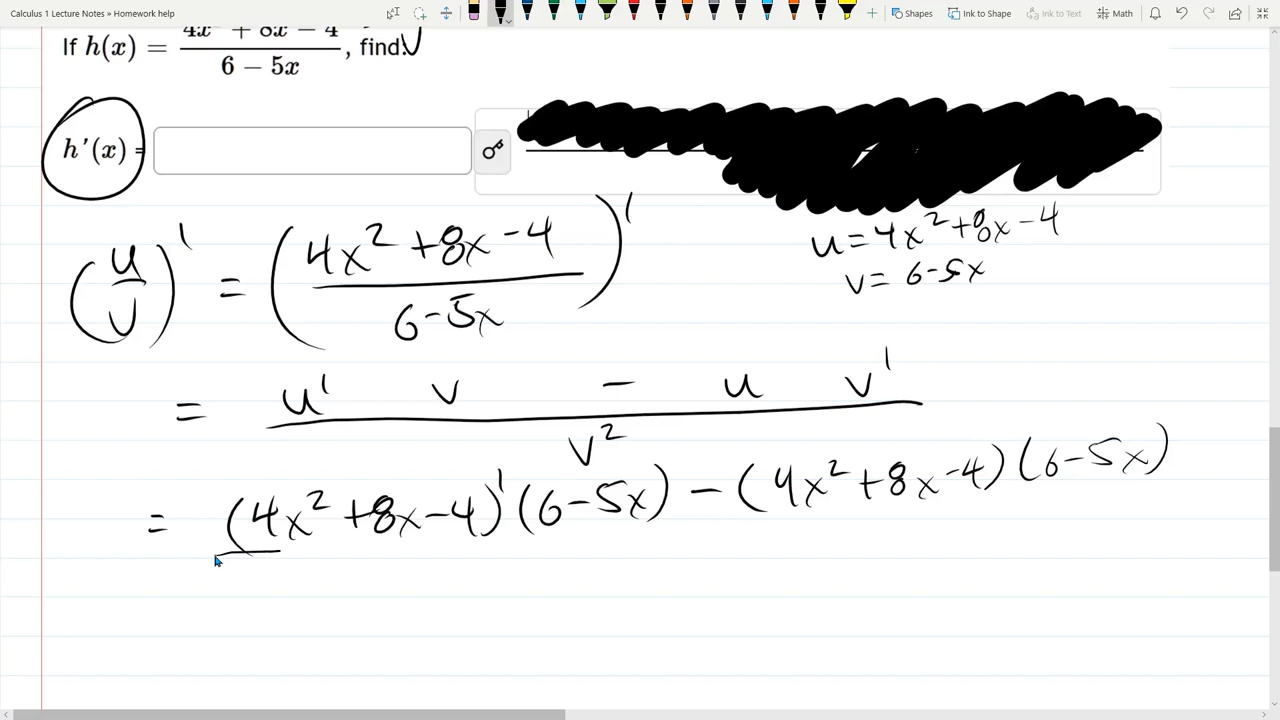 Calculus 1 Lecture Notes » Homework help
Shapes Ink to Shape Ink to Text Math
If h(x) = (4x² + 8x − 4)/(6 − 5x), find:
h'(x) =
u = 4x² + 8x − 4
v = 6 − 5x
(u/v)' = ((4x² + 8x − 4)/(6 − 5x))'
= (u' v − u v')/v²
= (4x² + 8x − 4)' (6 − 5x) − (4x² + 8x − 4)(6 − 5x)